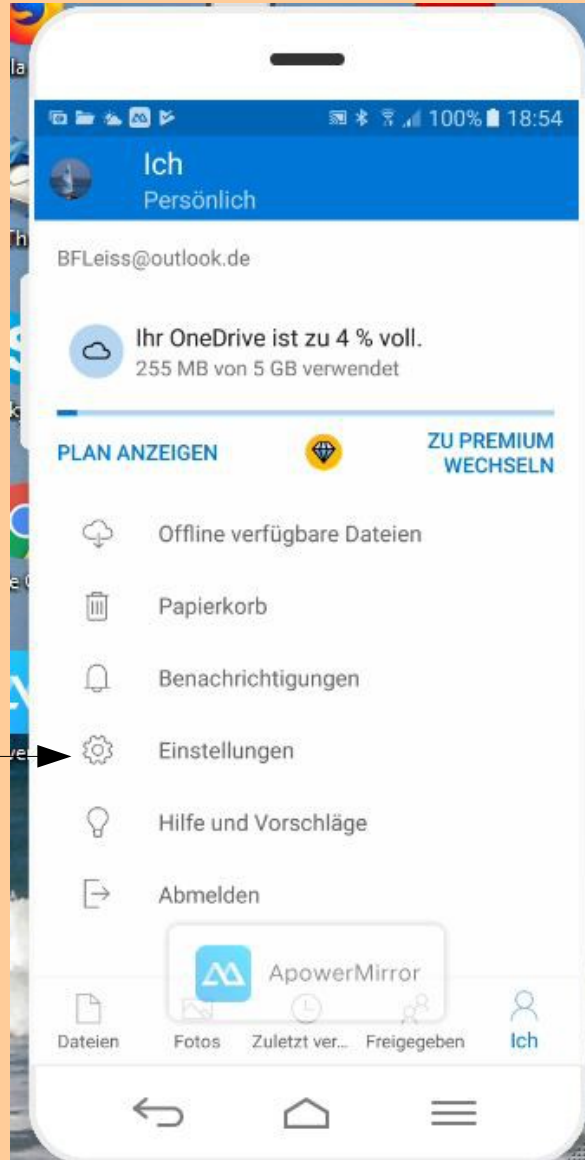 100% 18:54
Ich
Persönlich
BFLeiss@outlook.de
Ihr OneDrive ist zu 4 % voll.
255 MB von 5 GB verwendet
PLAN ANZEIGEN
ZU PREMIUM
WECHSELN
Offline verfügbare Dateien
Papierkorb
Benachrichtigungen
Einstellungen
Hilfe und Vorschläge
Abmelden
ApowerMirror
Dateien Fotos Zuletzt ver... Freigegeben Ich